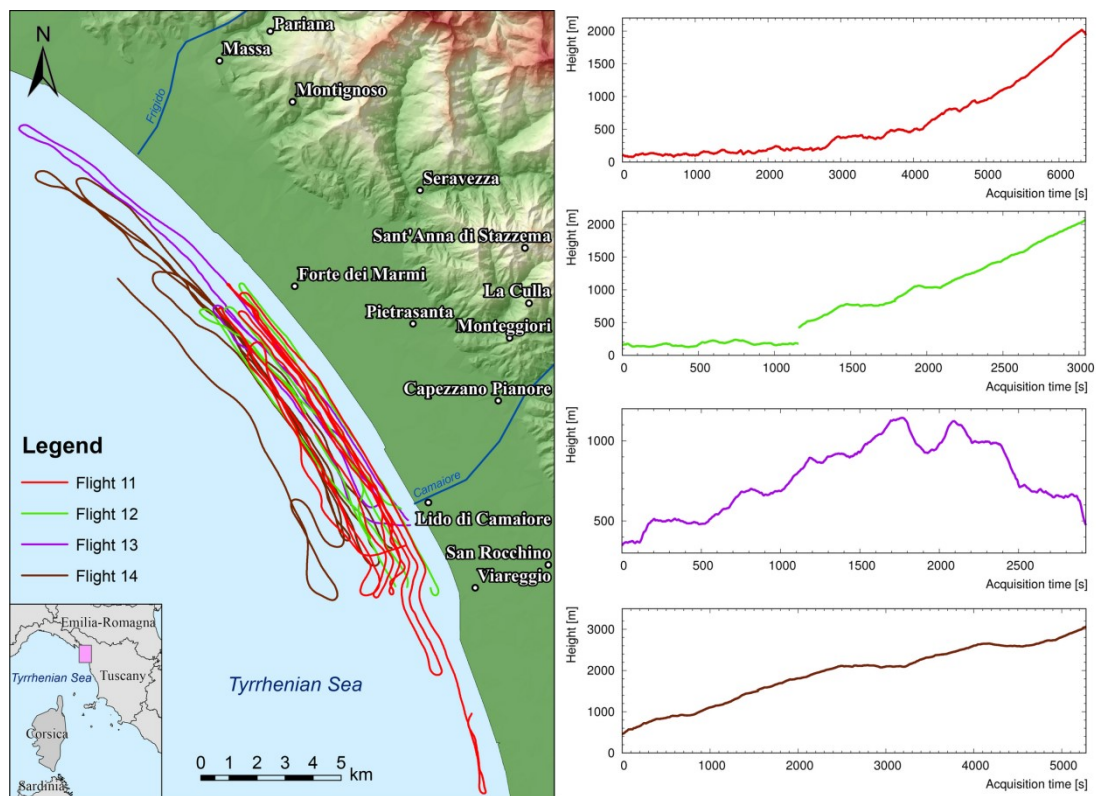 N
Pariana
Massa
Montignoso
Frigido
Seravezza
Sant'Anna di Stazzema
Forte dei Marmi
La Culla
Pietrasanta
Monteggiori
Capezzano Pianore
Camaiore
Lido di Camaiore
San Rocchino
Viareggio
Legend
Flight 11
Flight 12
Flight 13
Flight 14
Emilia-Romagna
Tyrrhenian Sea
Tuscany
Corsica
Sardinia
Tyrrhenian Sea
0 1 2 3 4 5
km
Height [m]
2000
1500
1000
500
0
0 1000 2000 3000 4000 5000 6000
Acquisition time [s]
Height [m]
2000
1500
1000
500
0
0 500 1000 1500 2000 2500 3000
Acquisition time [s]
Height [m]
1000
500
0 500 1000 1500 2000 2500
Acquisition time [s]
Height [m]
3000
2000
1000
0
0 1000 2000 3000 4000 5000
Acquisition time [s]